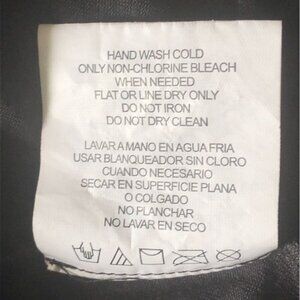 HAND WASH COLD
ONLY NON-CHLORINE BLEACH
WHEN NEEDED
FLAT OR LINE DRY ONLY
DO NOT IRON
DO NOT DRY CLEAN
LAVAR A MANO EN AGUA FRIA
USAR BLANQUEADOR SIN CLORO
CUANDO NECESARIO
SECAR EN SUPERFICIE PLANA
O COLGADO
NO PLANCHAR
NO LAVAR EN SECO